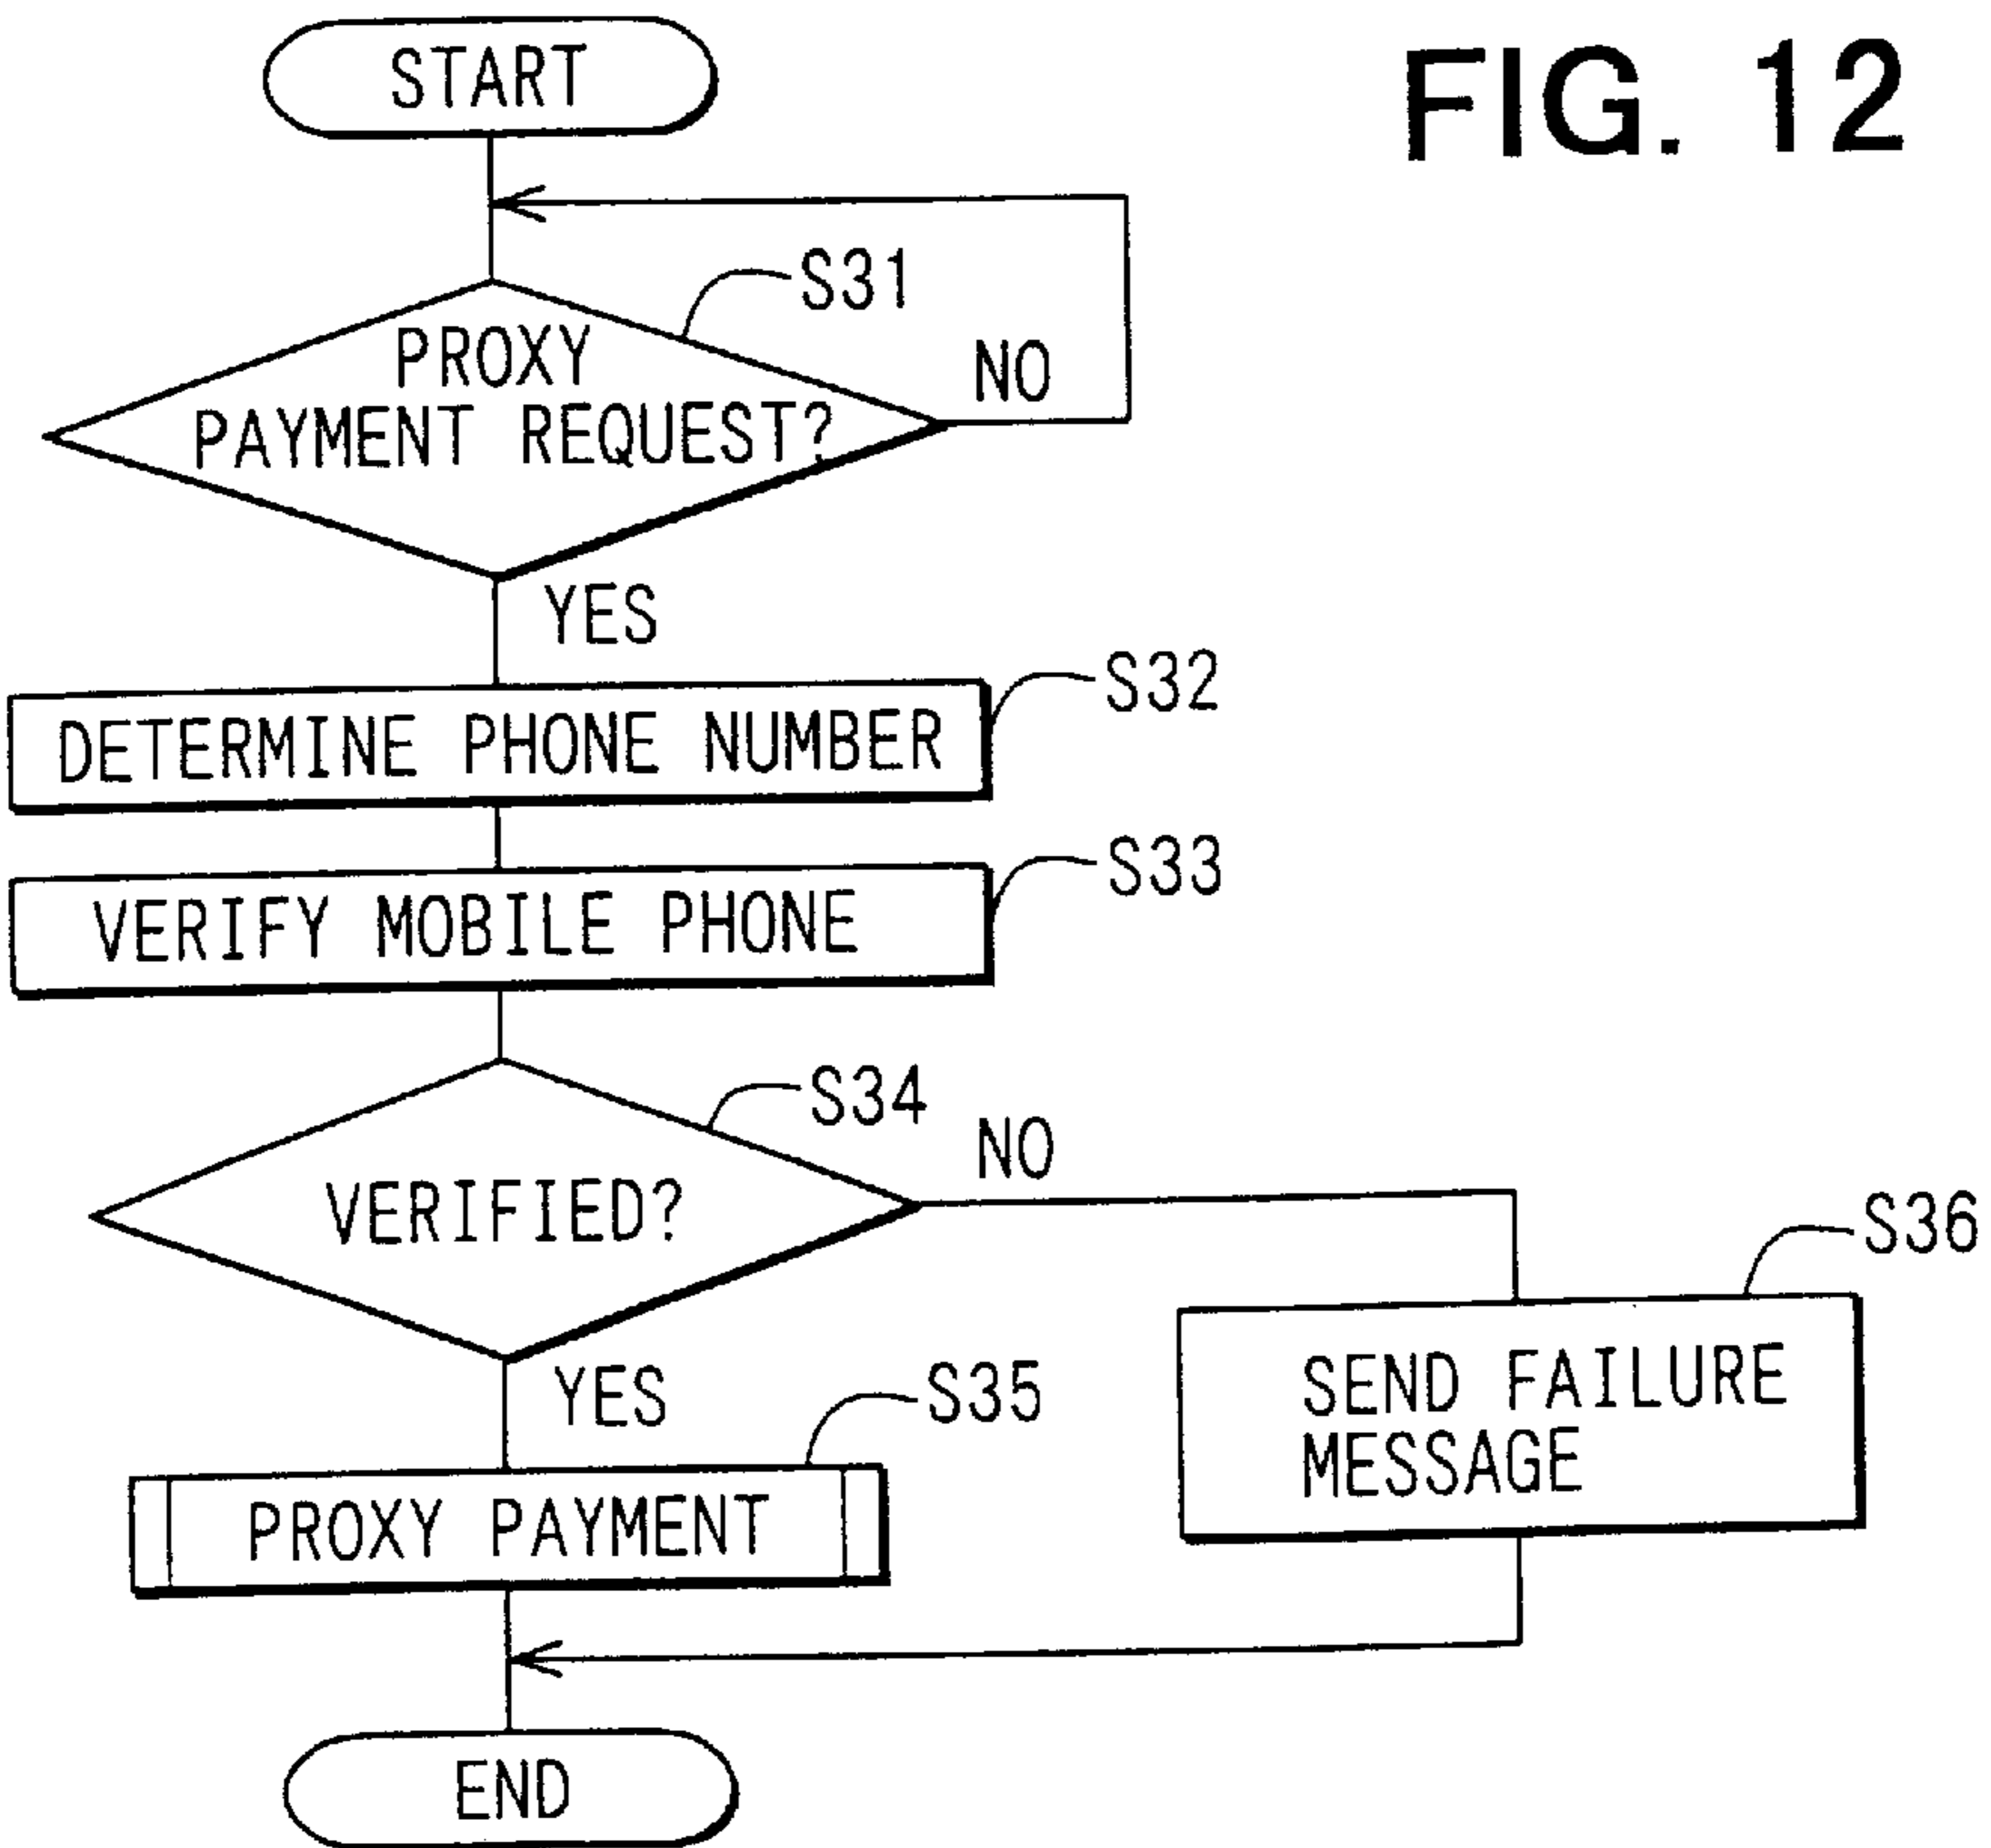 FIG. 12
START
S31
PROXY
PAYMENT REQUEST?
NO
YES
DETERMINE PHONE NUMBER
S32
VERIFY MOBILE PHONE
S33
S34
VERIFIED?
NO
YES
S36
SEND FAILURE
MESSAGE
S35
PROXY PAYMENT
END